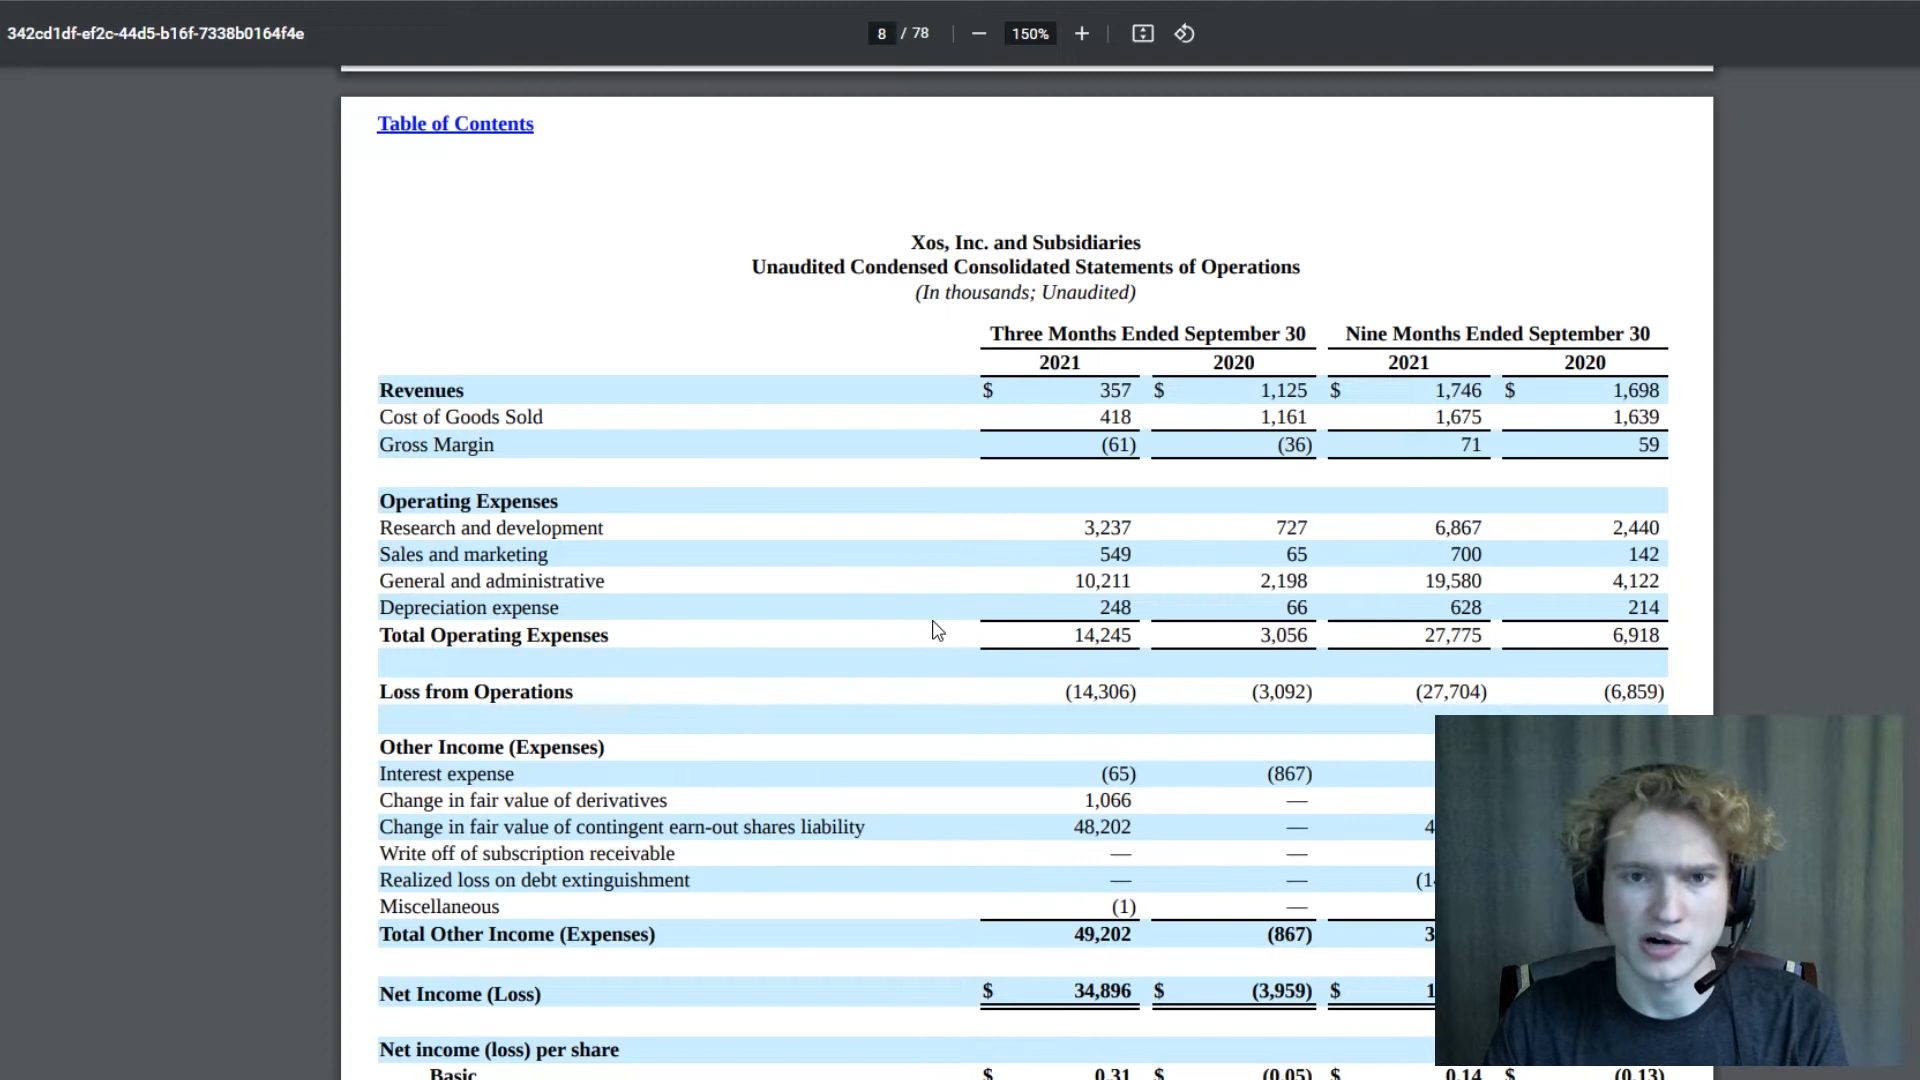 342cd1df-ef2c-44d5-b16f-7338b0164f4e 8 / 78 150%
Table of Contents
Xos, Inc. and Subsidiaries
Unaudited Condensed Consolidated Statements of Operations
(In thousands; Unaudited)
Three Months Ended September 30 Nine Months Ended September 30
2021 2020 2021 2020
Revenues $ 357 $ 1,125 $ 1,746 $ 1,698
Cost of Goods Sold 418 1,161 1,675 1,639
Gross Margin (61) (36) 71 59
Operating Expenses
Research and development 3,237 727 6,867 2,440
Sales and marketing 549 65 700 142
General and administrative 10,211 2,198 19,580 4,122
Depreciation expense 248 66 628 214
Total Operating Expenses 14,245 3,056 27,775 6,918
Loss from Operations (14,306) (3,092) (27,704) (6,859)
Other Income (Expenses)
Interest expense (65) (867)
Change in fair value of derivatives 1,066 —
Change in fair value of contingent earn-out shares liability 48,202 — 4
Write off of subscription receivable — —
Realized loss on debt extinguishment — — (1
Miscellaneous (1) —
Total Other Income (Expenses) 49,202 (867) 3
Net Income (Loss) $ 34,896 $ (3,959) $ 1
Net income (loss) per share
Basic $ 0.31 $ (0.05) $ 0.14 $ (0.13)